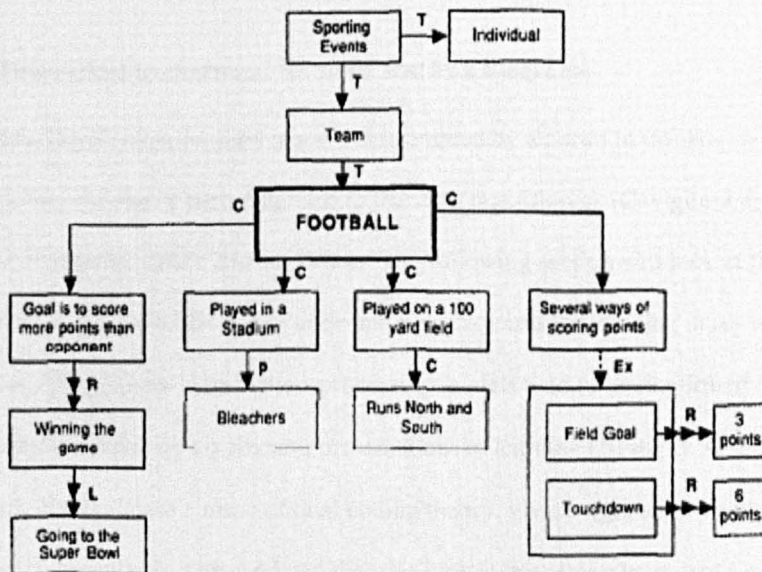 Sporting
Events
T
Individual
T
Team
T
C
FOOTBALL
C
C
C
Goal is to score
more points than
opponent
Played in a
Stadium
Played on a 100
yard field
Several ways of
scoring points
R
P
C
Ex
Winning the
game
Bleachers
Runs North and
South
Field Goal
R
3
points
L
Touchdown
R
6
points
Going to the
Super Bowl